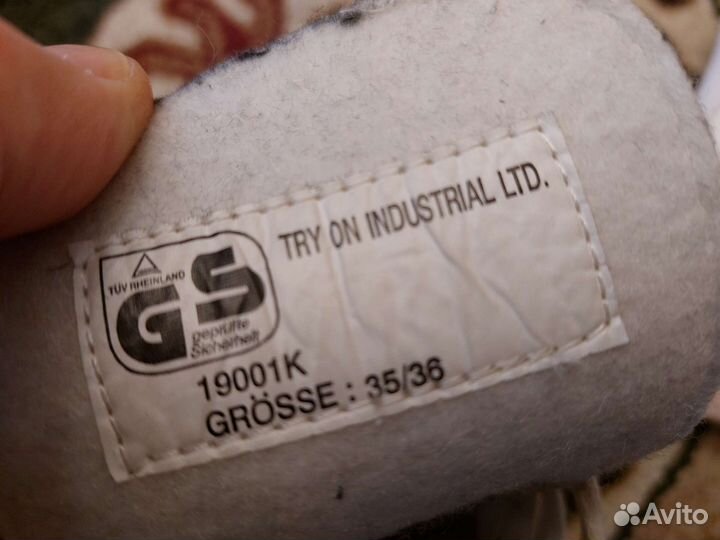 TRY ON INDUSTRIAL LTD.
TÜV RHEINLAND
GS
geprüfte
Sicherheit
19001K
GRÖSSE : 35/36
Avito